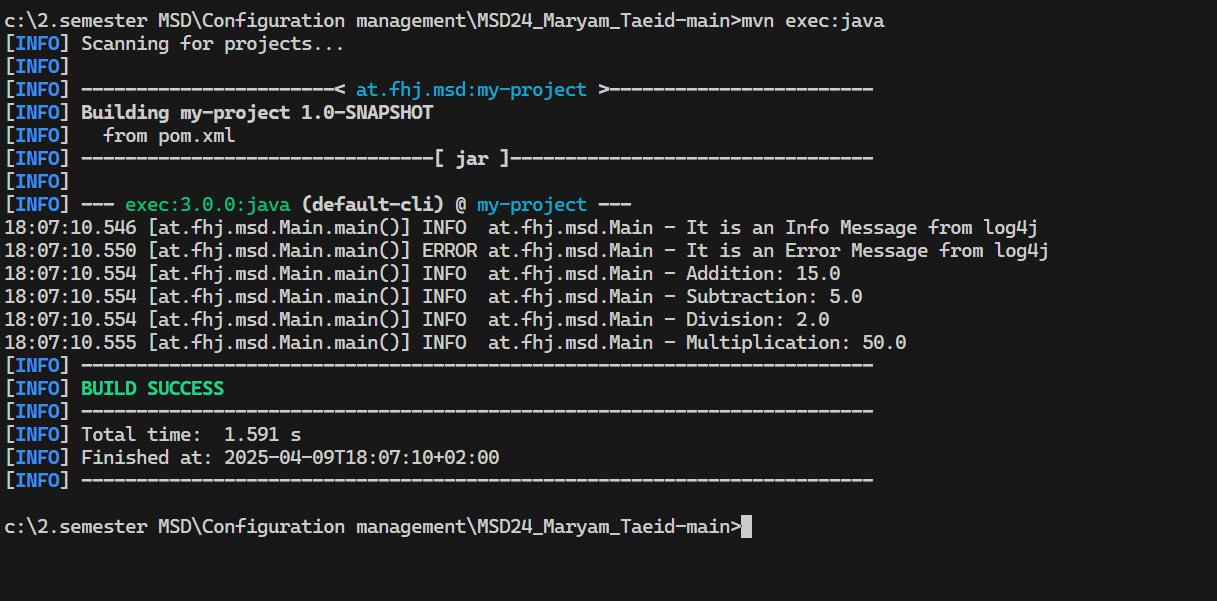 c:\2.semester MSD\Configuration management\MSD24_Maryam_Taeid-main>mvn exec:java
[INFO] Scanning for projects...
[INFO]
[INFO] -----------------------< at.fhj.msd:my-project >------------------------
[INFO] Building my-project 1.0-SNAPSHOT
[INFO]   from pom.xml
[INFO] --------------------------------[ jar ]---------------------------------
[INFO]
[INFO] --- exec:3.0.0:java (default-cli) @ my-project ---
18:07:10.546 [at.fhj.msd.Main.main()] INFO  at.fhj.msd.Main - It is an Info Message from log4j
18:07:10.550 [at.fhj.msd.Main.main()] ERROR at.fhj.msd.Main - It is an Error Message from log4j
18:07:10.554 [at.fhj.msd.Main.main()] INFO  at.fhj.msd.Main - Addition: 15.0
18:07:10.554 [at.fhj.msd.Main.main()] INFO  at.fhj.msd.Main - Subtraction: 5.0
18:07:10.554 [at.fhj.msd.Main.main()] INFO  at.fhj.msd.Main - Division: 2.0
18:07:10.555 [at.fhj.msd.Main.main()] INFO  at.fhj.msd.Main - Multiplication: 50.0
[INFO] ------------------------------------------------------------------------
[INFO] BUILD SUCCESS
[INFO] ------------------------------------------------------------------------
[INFO] Total time:  1.591 s
[INFO] Finished at: 2025-04-09T18:07:10+02:00
[INFO] ------------------------------------------------------------------------
c:\2.semester MSD\Configuration management\MSD24_Maryam_Taeid-main>